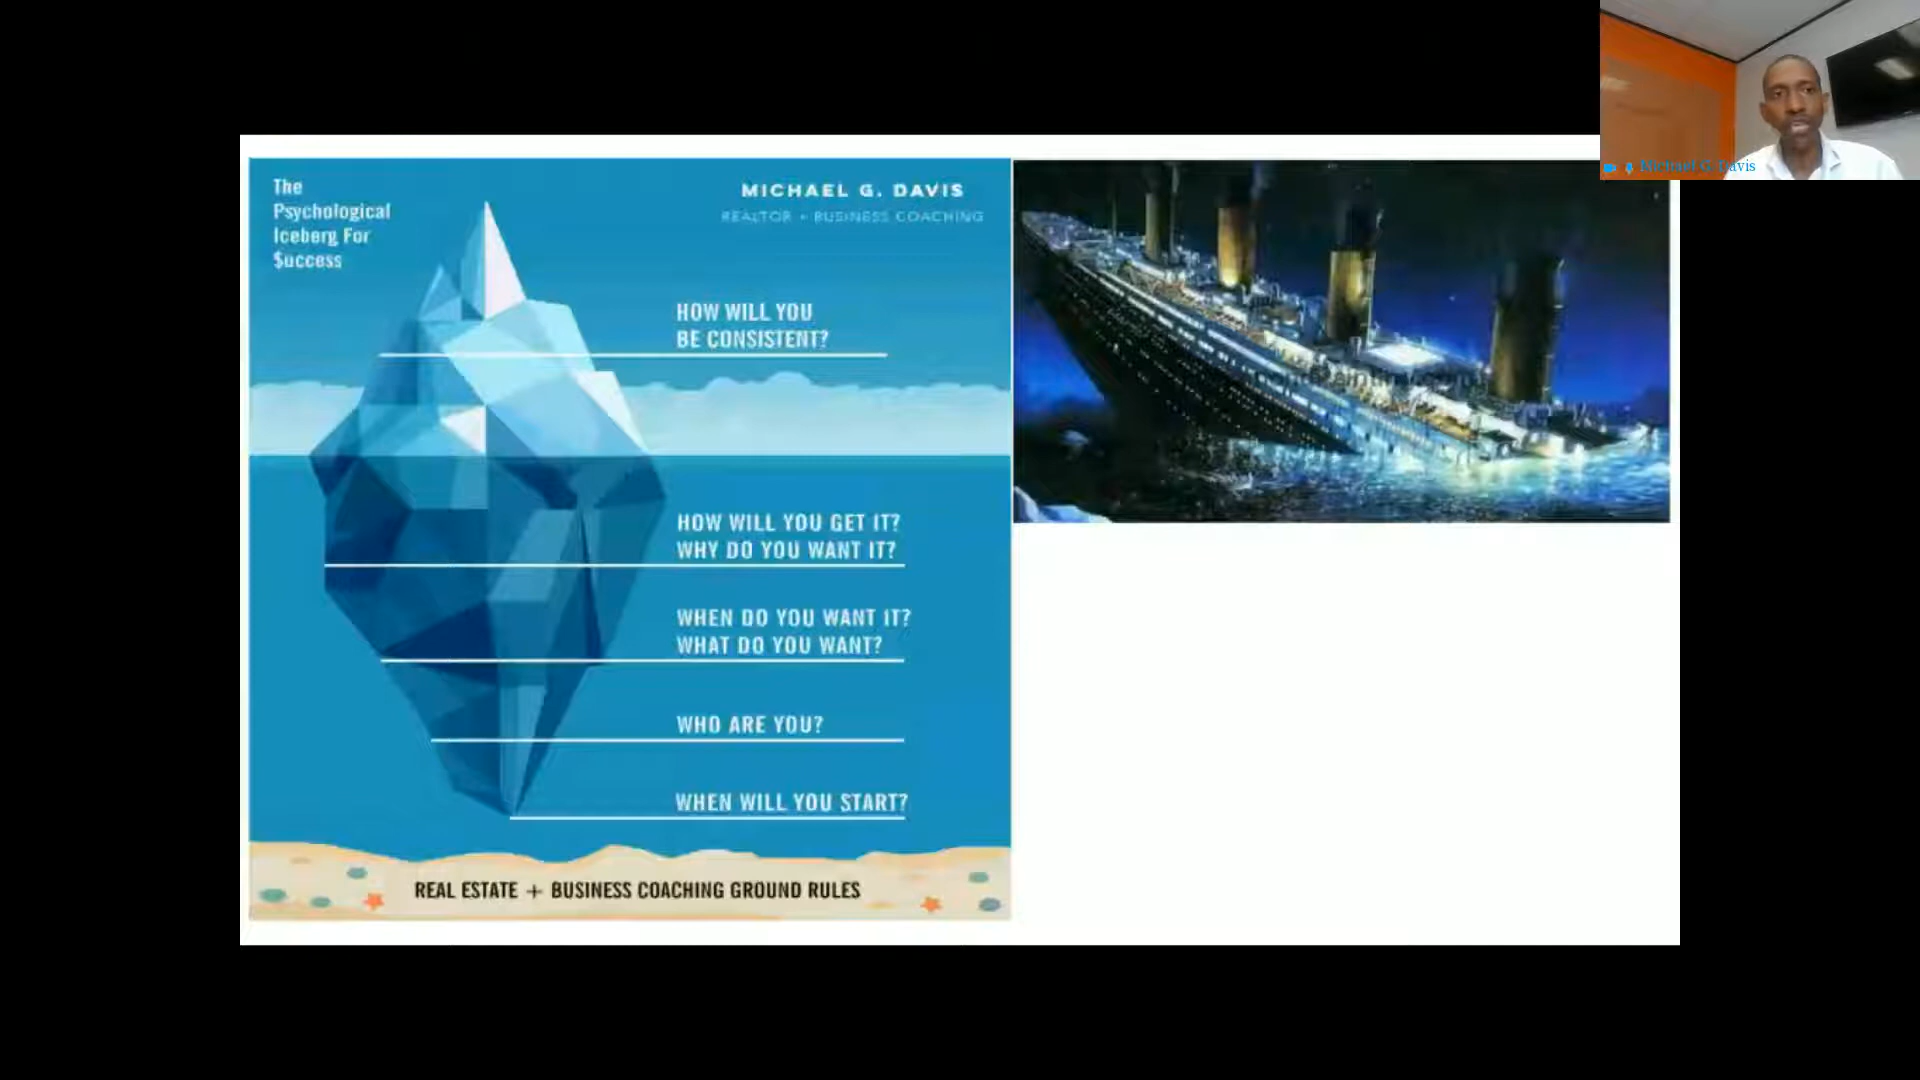 The
Psychological
Iceberg For
$uccess
MICHAEL G. DAVIS
REALTOR + BUSINESS COACHING
HOW WILL YOU
BE CONSISTENT?
HOW WILL YOU GET IT?
WHY DO YOU WANT IT?
WHEN DO YOU WANT IT?
WHAT DO YOU WANT?
WHO ARE YOU?
WHEN WILL YOU START?
REAL ESTATE + BUSINESS COACHING GROUND RULES
Michael G. Davis